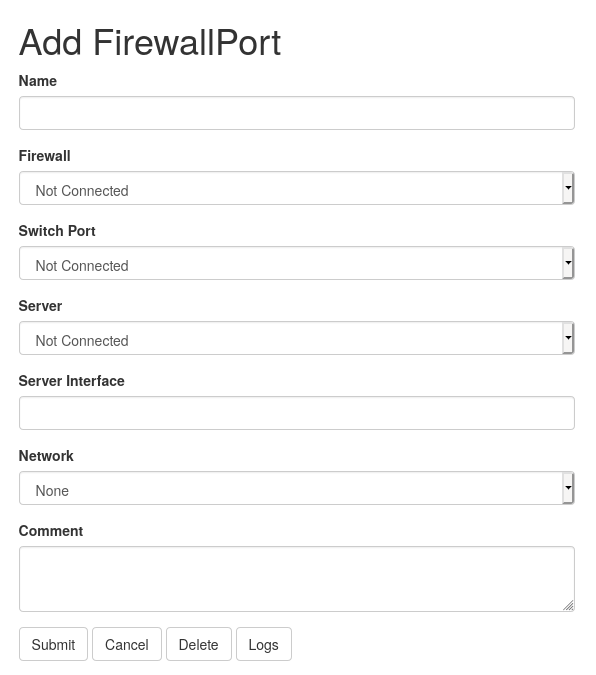 Add FirewallPort
Name
Firewall
Not Connected
Switch Port
Not Connected
Server
Not Connected
Server Interface
Network
None
Comment
Submit Cancel Delete Logs